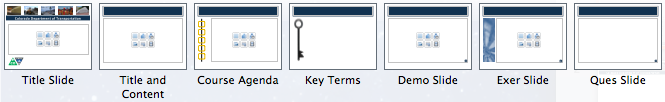 Colorado Department of Transportation
Title Slide
Title and
Content
Course Agenda
Key Terms
Demo Slide
Exer Slide
Ques Slide